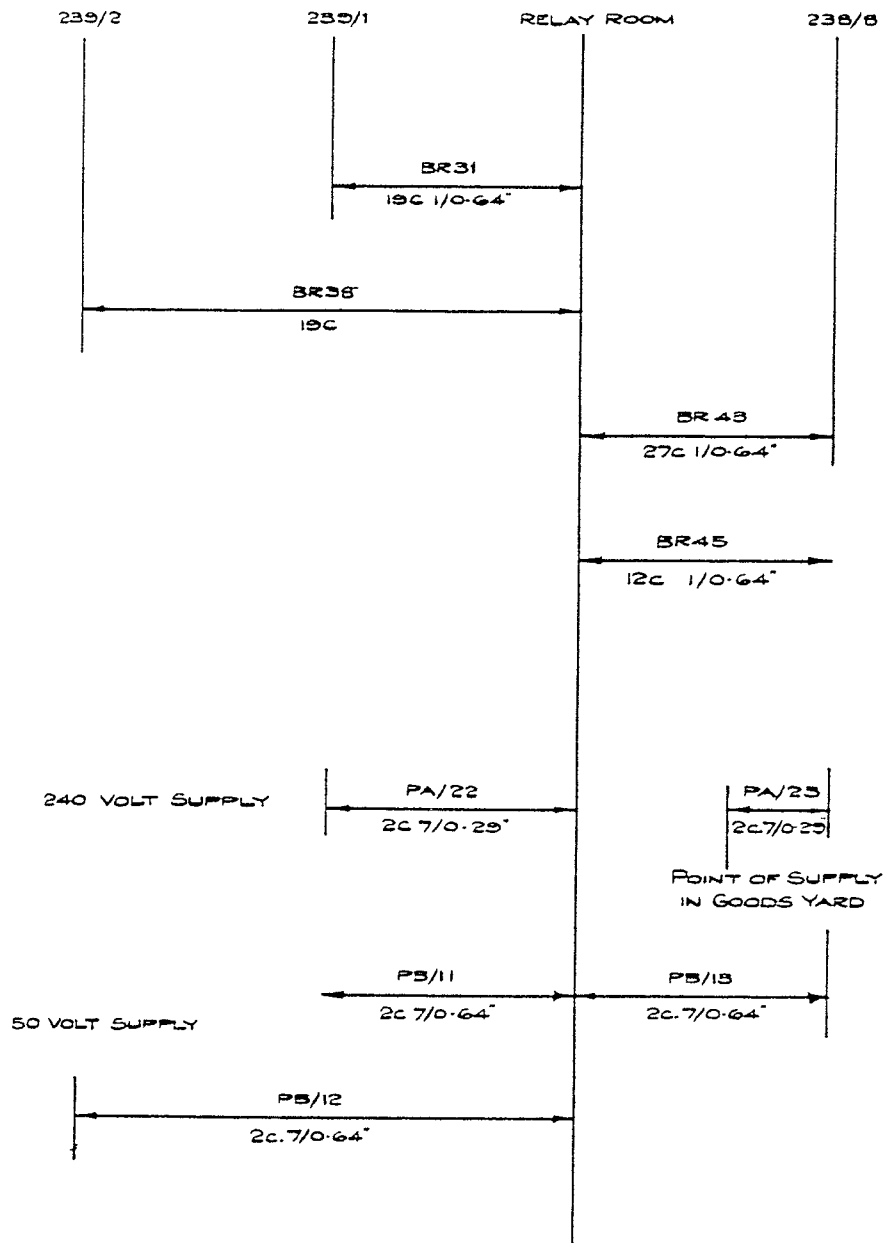 239/2 239/1 RELAY ROOM 238/8
BR31
19C 1/0·64"
BR38
19C
BR43
27C 1/0·64"
BR45
12C 1/0·64"
240 VOLT SUPPLY
PA/22
2C 7/0·29"
PA/23
2C.7/0·29"
POINT OF SUPPLY
IN GOODS YARD
PB/11
2C 7/0·64"
PB/13
2C.7/0·64"
50 VOLT SUPPLY
PB/12
2C.7/0·64"